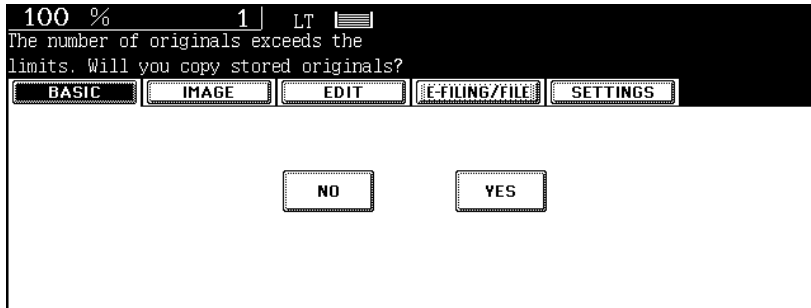 100 % 1 LT
The number of originals exceeds the
limits. Will you copy stored originals?
BASIC IMAGE EDIT E-FILING/FILE SETTINGS
NO YES